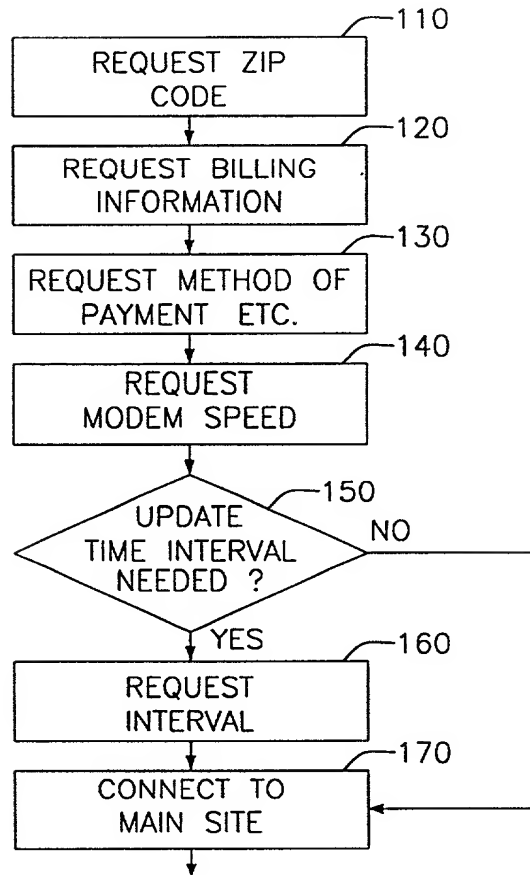 110
REQUEST ZIP
CODE
120
REQUEST BILLING
INFORMATION
130
REQUEST METHOD OF
PAYMENT ETC.
140
REQUEST
MODEM SPEED
150
UPDATE
TIME INTERVAL
NEEDED ?
NO
YES
160
REQUEST
INTERVAL
170
CONNECT TO
MAIN SITE